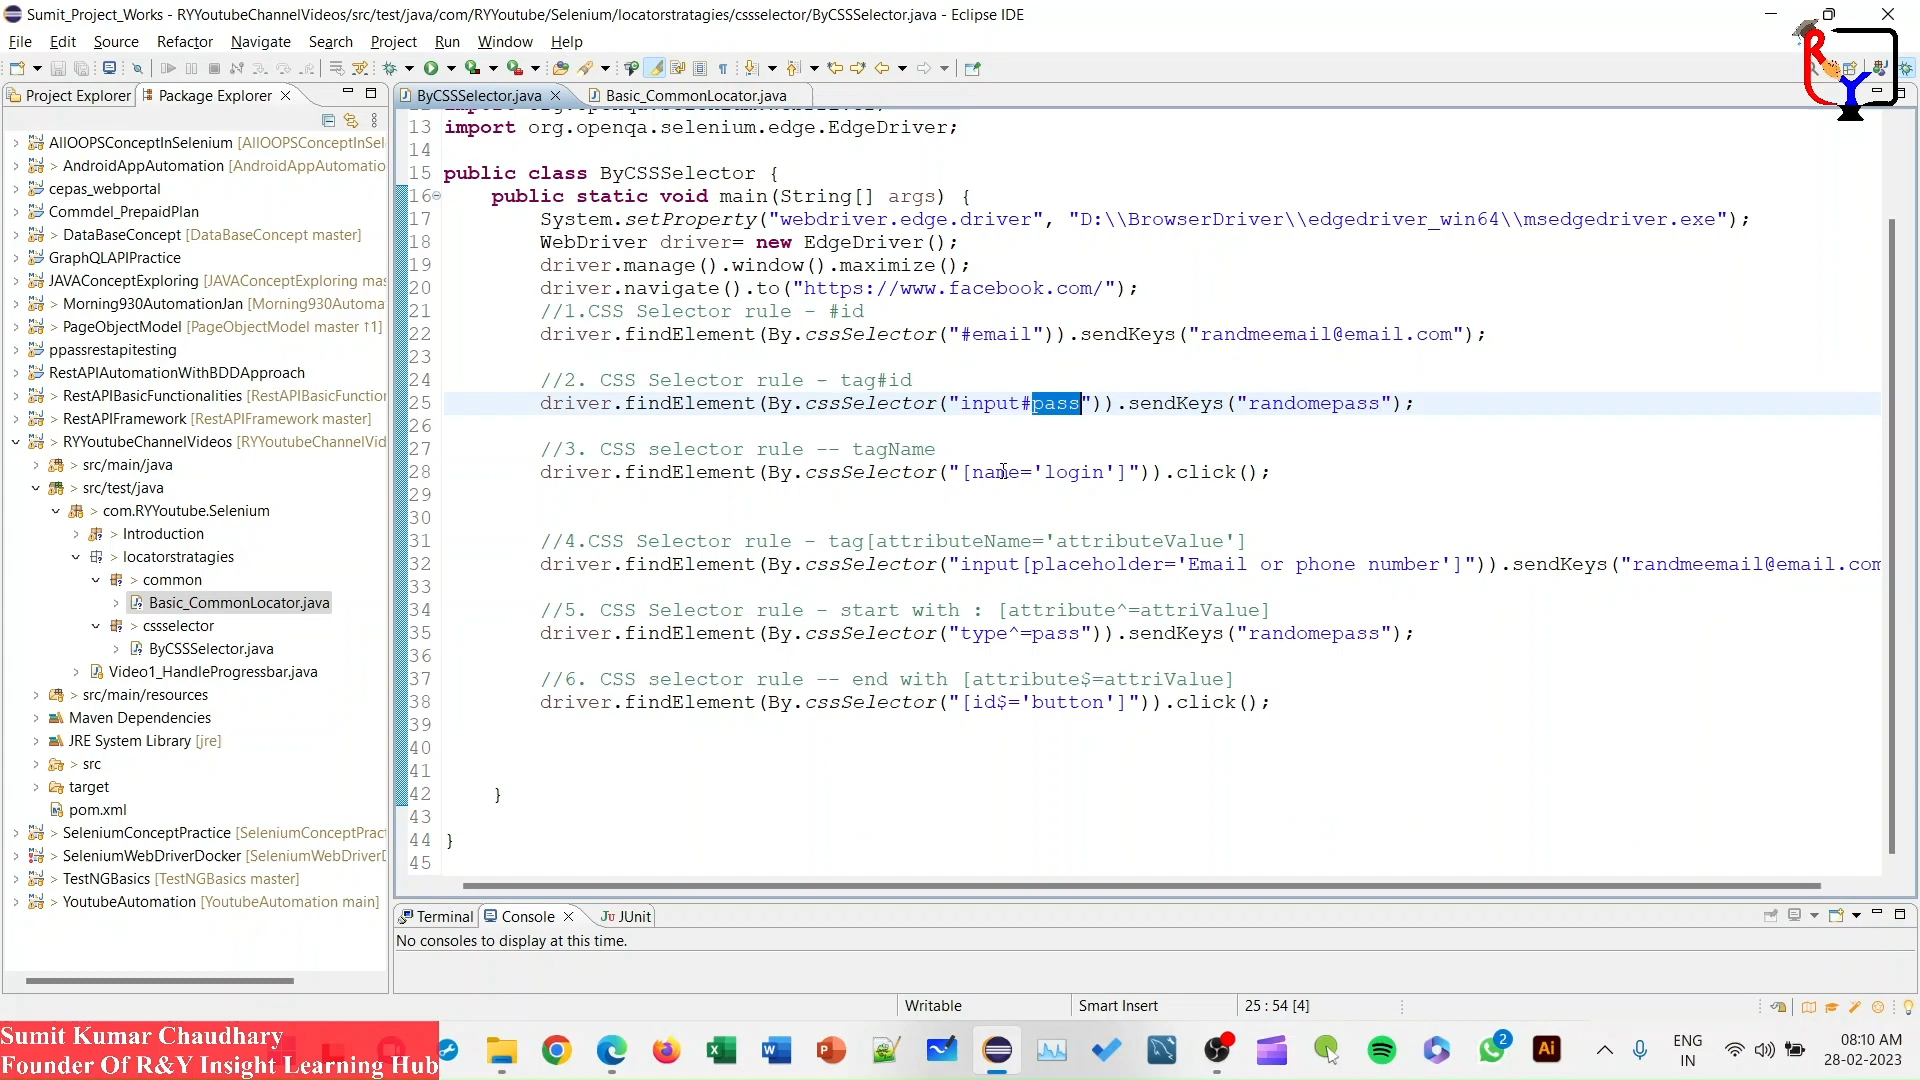 Sumit_Project_Works - RYYoutubeChannelVideos/src/test/java/com/RYYoutube/Selenium/locatorstratagies/cssselector/ByCSSSelector.java - Eclipse IDE
File Edit Source Refactor Navigate Search Project Run Window Help
RY
Project Explorer Package Explorer
ByCSSSelector.java Basic_CommonLocator.java
AllOOPSConceptInSelenium [AllOOPSConceptInSel
> AndroidAppAutomation [AndroidAppAutomatio
cepas_webportal
Commdel_PrepaidPlan
> DataBaseConcept [DataBaseConcept master]
GraphQLAPIPractice
JAVAConceptExploring [JAVAConceptExploring mas
> Morning930AutomationJan [Morning930Automa
> PageObjectModel [PageObjectModel master ↑1]
ppassrestapitesting
RestAPIAutomationWithBDDApproach
> RestAPIBasicFunctionalities [RestAPIBasicFunction
> RestAPIFramework [RestAPIFramework master]
> RYYoutubeChannelVideos [RYYoutubeChannelVid
> src/main/java
> src/test/java
> com.RYYoutube.Selenium
> Introduction
> locatorstratagies
> common
Basic_CommonLocator.java
> cssselector
ByCSSSelector.java
Video1_HandleProgressbar.java
src/main/resources
Maven Dependencies
JRE System Library [jre]
> src
target
pom.xml
> SeleniumConceptPractice [SeleniumConceptPract
> SeleniumWebDriverDocker [SeleniumWebDriverD
> TestNGBasics [TestNGBasics master]
> YoutubeAutomation [YoutubeAutomation main]
13 import org.openqa.selenium.edge.EdgeDriver;
14
15 public class ByCSSSelector {
16 public static void main(String[] args) {
17 System.setProperty("webdriver.edge.driver", "D:\\BrowserDriver\\edgedriver_win64\\msedgedriver.exe");
18 WebDriver driver= new EdgeDriver();
19 driver.manage().window().maximize();
20 driver.navigate().to("https://www.facebook.com/");
21 //1.CSS Selector rule - #id
22 driver.findElement(By.cssSelector("#email")).sendKeys("randmeemail@email.com");
23
24 //2. CSS Selector rule - tag#id
25 driver.findElement(By.cssSelector("input#pass")).sendKeys("randomepass");
26
27 //3. CSS selector rule -- tagName
28 driver.findElement(By.cssSelector("[name='login']")).click();
29
30
31 //4.CSS Selector rule - tag[attributeName='attributeValue']
32 driver.findElement(By.cssSelector("input[placeholder='Email or phone number']")).sendKeys("randmeemail@email.com
33
34 //5. CSS Selector rule - start with : [attribute^=attriValue]
35 driver.findElement(By.cssSelector("type^=pass")).sendKeys("randomepass");
36
37 //6. CSS selector rule -- end with [attribute$=attriValue]
38 driver.findElement(By.cssSelector("[id$='button']")).click();
39
40
41
42 }
43
44 }
45
Terminal Console JUnit
No consoles to display at this time.
Writable Smart Insert 25 : 54 [4]
Sumit Kumar Chaudhary
Founder Of R&Y Insight Learning Hub
2
Ai
ENG
IN
08:10 AM
28-02-2023